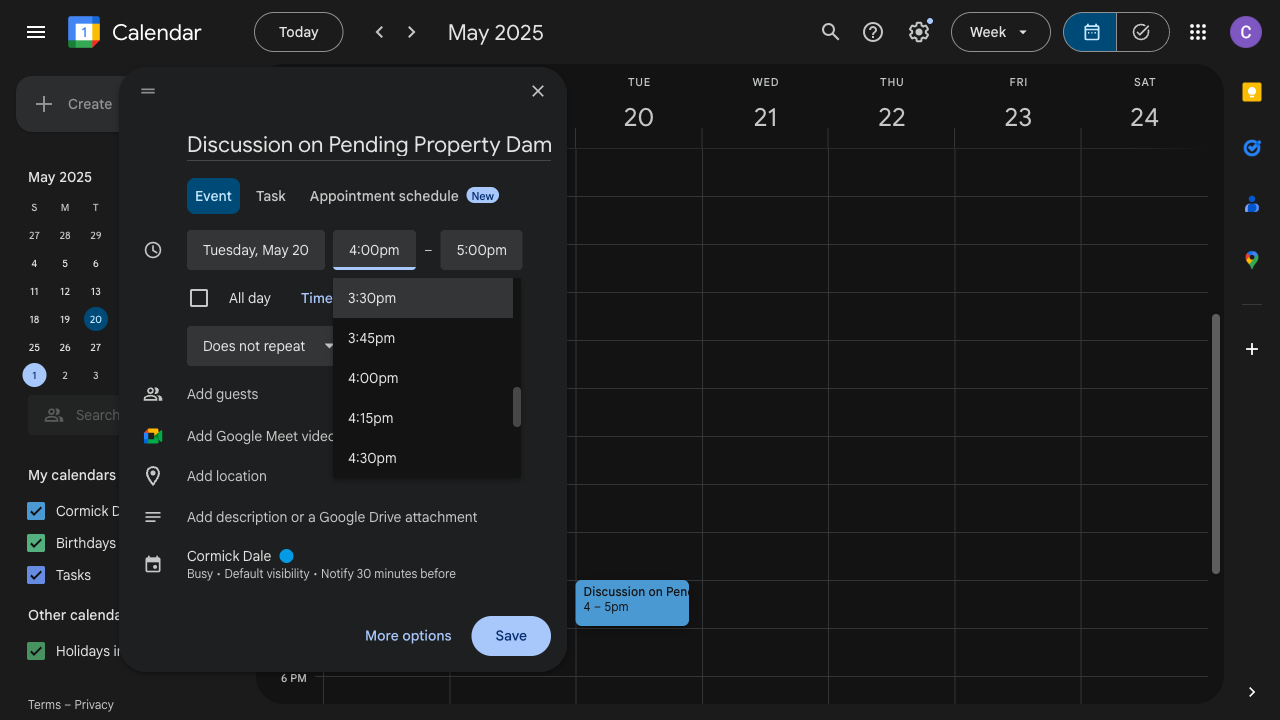 Calendar
Today
May 2025
Week
C
Create
May 2025
S M T
27 28 29
4 5 6
11 12 13
18 19 20
25 26 27
1 2 3
Search
My calendars
Cormick D
Birthdays
Tasks
Other calenda
Holidays in
Terms – Privacy
Discussion on Pending Property Dam
Event
Task
Appointment schedule
New
Tuesday, May 20
4:00pm
–
5:00pm
All day
Time
Does not repeat
3:30pm
3:45pm
4:00pm
4:15pm
4:30pm
Add guests
Add Google Meet video
Add location
Add description or a Google Drive attachment
Cormick Dale
Busy • Default visibility • Notify 30 minutes before
More options
Save
TUE
20
WED
21
THU
22
FRI
23
SAT
24
Discussion on Pen
4 – 5pm
6 PM